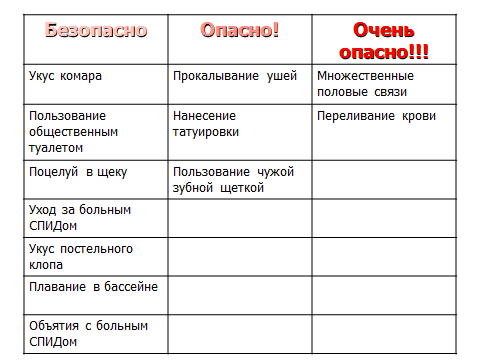 Безопасно
Опасно!
Очень
опасно!!!
Укус комара
Прокалывание ушей
Множественные
половые связи
Пользование
общественным
туалетом
Нанесение
татуировки
Переливание крови
Поцелуй в щеку
Пользование чужой
зубной щеткой
Уход за больным
СПИДом
Укус постельного
клопа
Плавание в бассейне
Объятия с больным
СПИДом